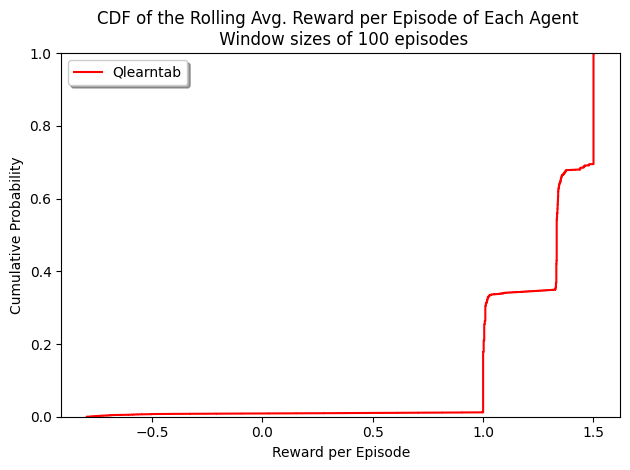 CDF of the Rolling Avg. Reward per Episode of Each Agent
Window sizes of 100 episodes
Qlearntab
1.0
0.8
0.6
0.4
0.2
0.0
Cumulative Probability
−0.5
0.0
0.5
1.0
1.5
Reward per Episode